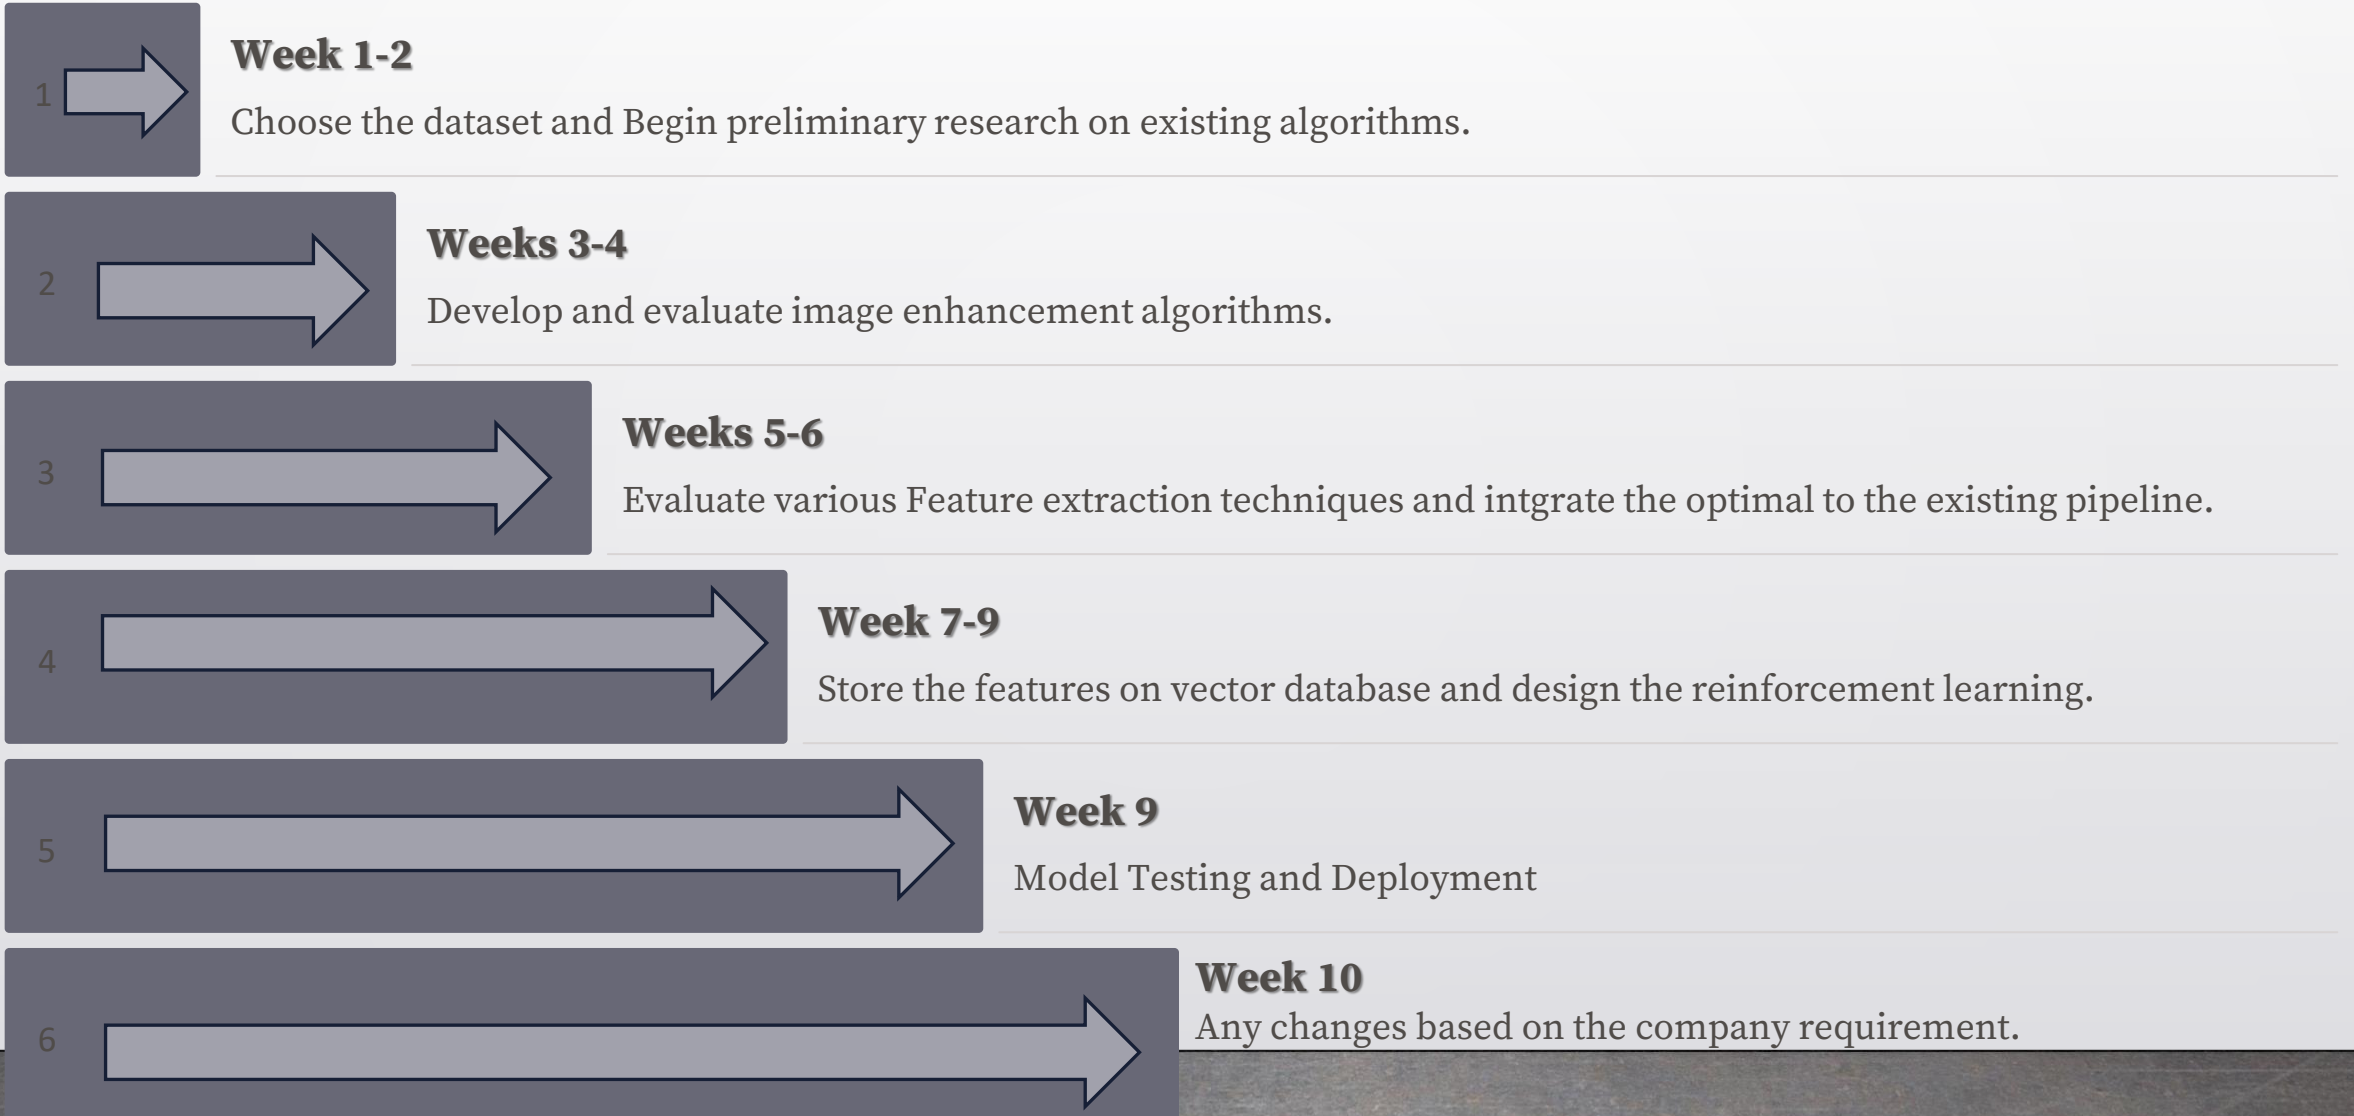 1
Week 1-2
Choose the dataset and Begin preliminary research on existing algorithms.
2
Weeks 3-4
Develop and evaluate image enhancement algorithms.
3
Weeks 5-6
Evaluate various Feature extraction techniques and intgrate the optimal to the existing pipeline.
4
Week 7-9
Store the features on vector database and design the reinforcement learning.
5
Week 9
Model Testing and Deployment
6
Week 10
Any changes based on the company requirement.